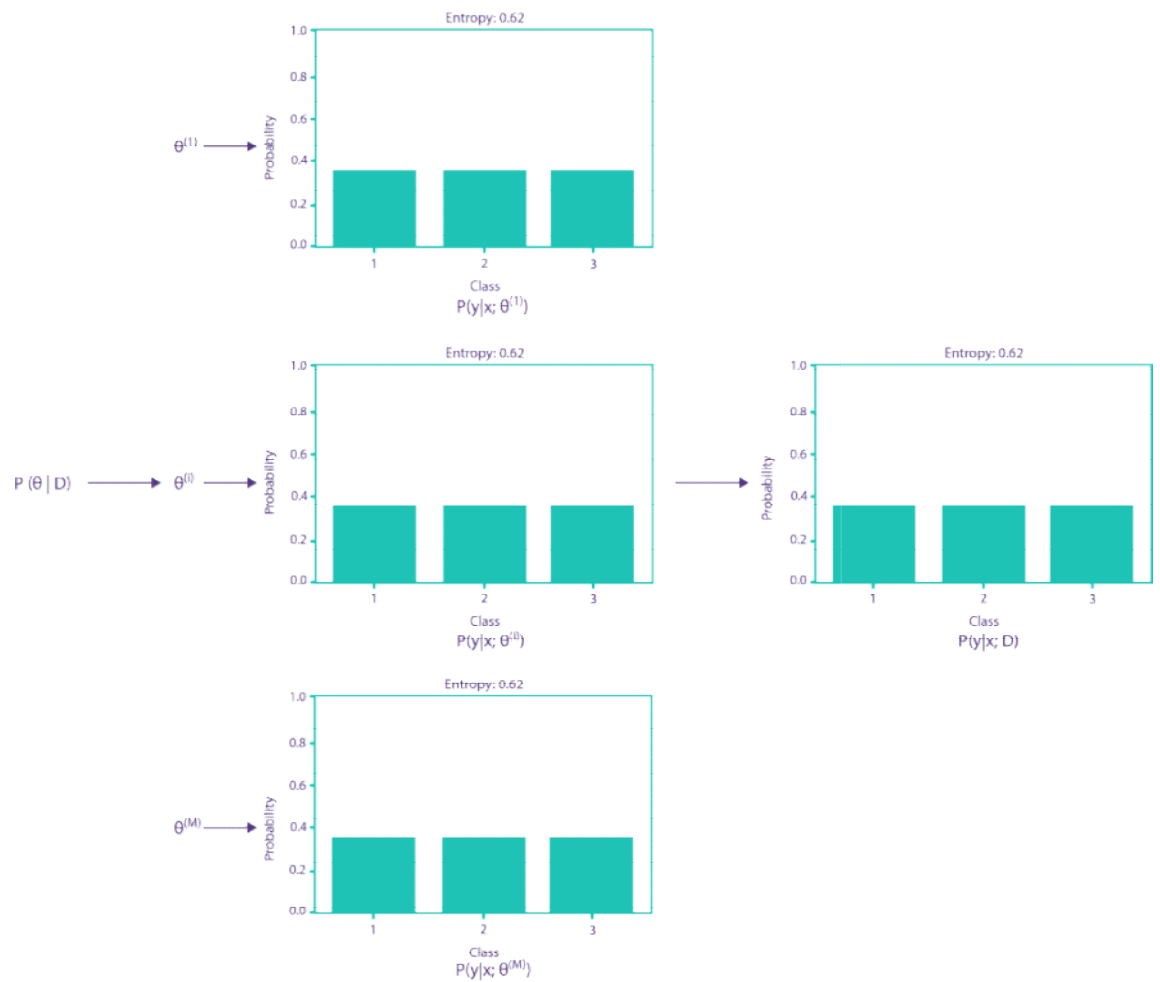 Entropy: 0.62
1.0
0.8
0.6
0.4
0.2
0.0
Probability
θ(1)
1 2 3
Class
P(y|x; θ(1))
Entropy: 0.62
1.0
0.8
0.6
0.4
0.2
0.0
Probability
P (θ | D)
θ(i)
1 2 3
Class
P(y|x; θ(i))
Entropy: 0.62
1.0
0.8
0.6
0.4
0.2
0.0
Probability
1 2 3
Class
P(y|x; D)
Entropy: 0.62
1.0
0.8
0.6
0.4
0.2
0.0
Probability
θ(M)
1 2 3
Class
P(y|x; θ(M))